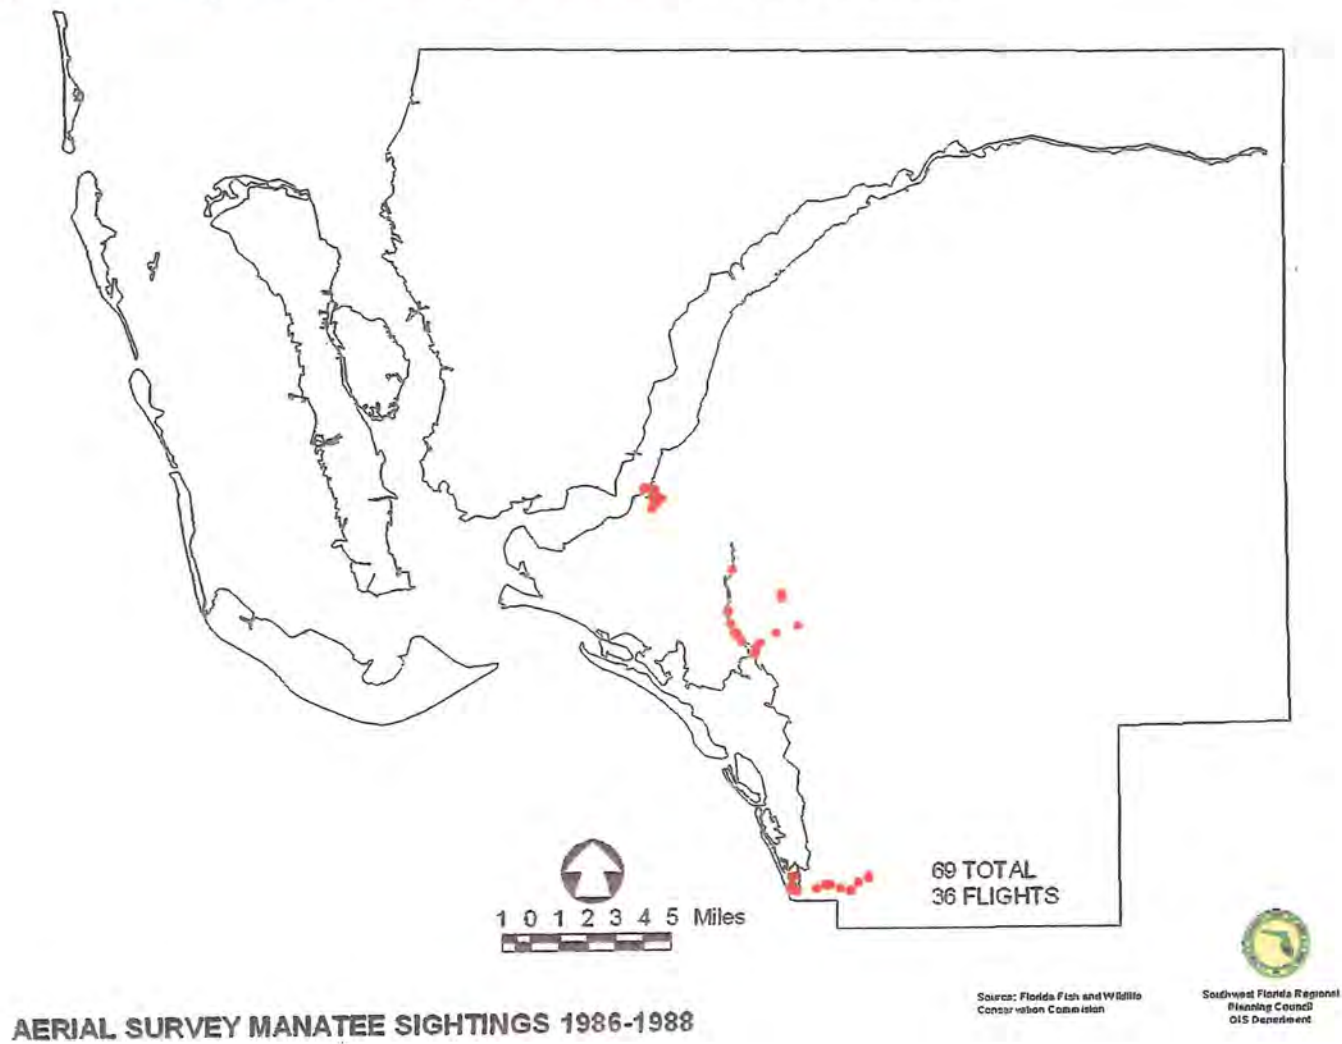 69 TOTAL
36 FLIGHTS
1 0 1 2 3 4 5 Miles
Source: Florida Fish and Wildlife
Conservation Commision
Southwest Florida Regional
Planning Council
GIS Department
AERIAL SURVEY MANATEE SIGHTINGS 1986-1988